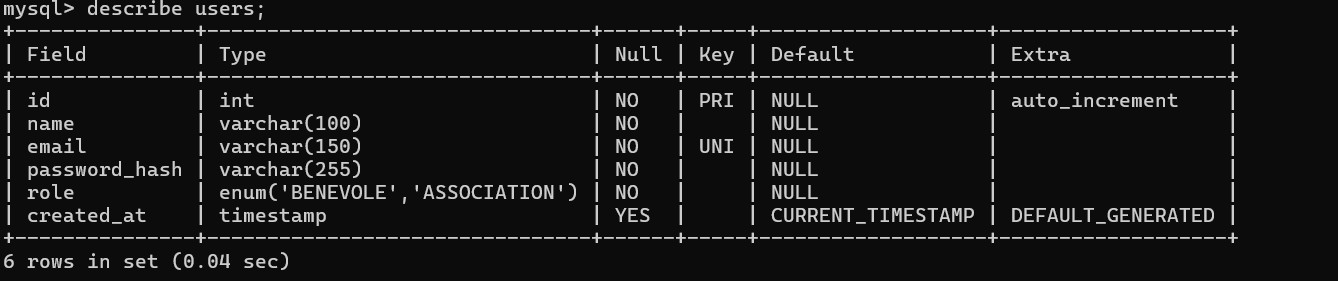 mysql> describe users;
+---------------+--------------------------------+------+-----+-------------------+-------------------+
| Field         | Type                           | Null | Key | Default           | Extra             |
+---------------+--------------------------------+------+-----+-------------------+-------------------+
| id            | int                            | NO   | PRI | NULL              | auto_increment    |
| name          | varchar(100)                   | NO   |     | NULL              |                   |
| email         | varchar(150)                   | NO   | UNI | NULL              |                   |
| password_hash | varchar(255)                   | NO   |     | NULL              |                   |
| role          | enum('BENEVOLE','ASSOCIATION') | NO   |     | NULL              |                   |
| created_at    | timestamp                      | YES  |     | CURRENT_TIMESTAMP | DEFAULT_GENERATED |
+---------------+--------------------------------+------+-----+-------------------+-------------------+
6 rows in set (0.04 sec)